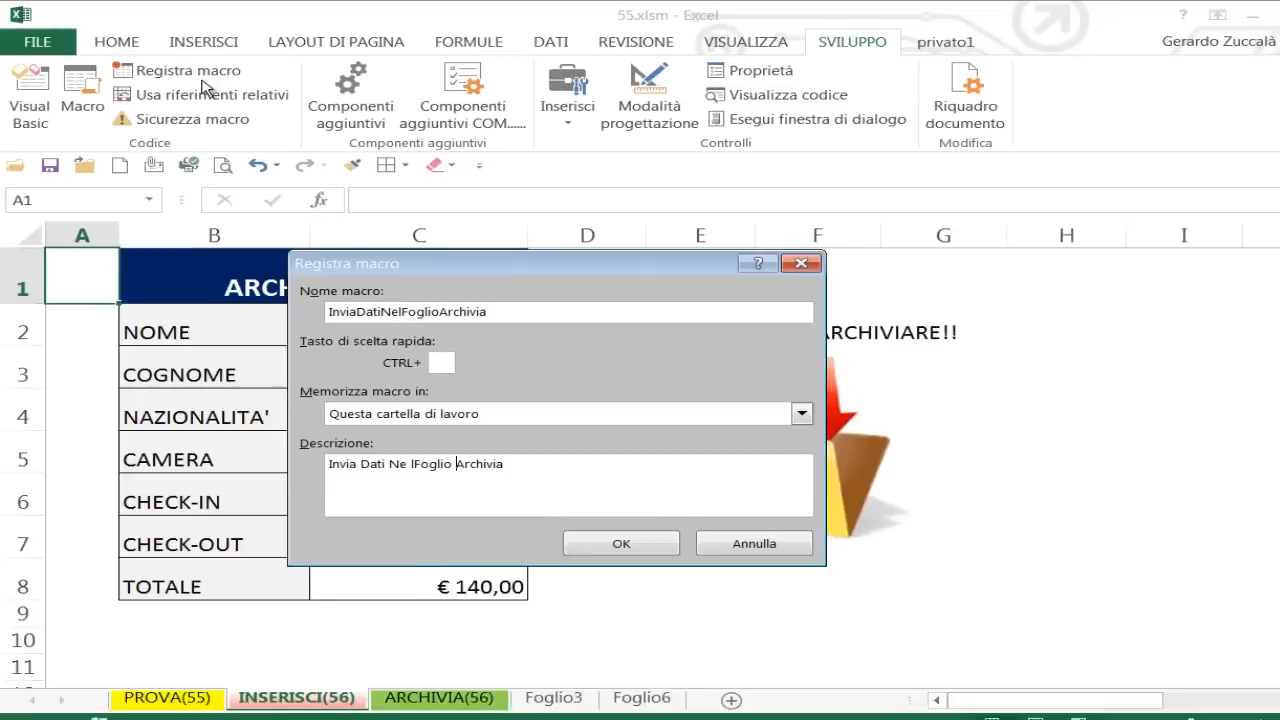 55.xlsm - Excel
FILE HOME INSERISCI LAYOUT DI PAGINA FORMULE DATI REVISIONE VISUALIZZA SVILUPPO privato1 Gerardo Zuccalà
Visual Basic
Macro
Registra macro
Usa riferimenti relativi
Sicurezza macro
Codice
Componenti aggiuntivi
Componenti aggiuntivi COM......
Componenti aggiuntivi
Inserisci
Modalità progettazione
Proprietà
Visualizza codice
Esegui finestra di dialogo
Controlli
Riquadro documento
Modifica
A1
fx
A B C D E F G H I
1 ARCH
2 NOME ARCHIVIARE!!
3 COGNOME
4 NAZIONALITA'
5 CAMERA
6 CHECK-IN
7 CHECK-OUT
8 TOTALE € 140,00
9
10
11
Registra macro
Nome macro:
InviaDatiNelFoglioArchivia
Tasto di scelta rapida:
CTRL+
Memorizza macro in:
Questa cartella di lavoro
Descrizione:
Invia Dati Ne lFoglio Archivia
OK Annulla
PROVA(55) INSERISCI(56) ARCHIVIA(56) Foglio3 Foglio6